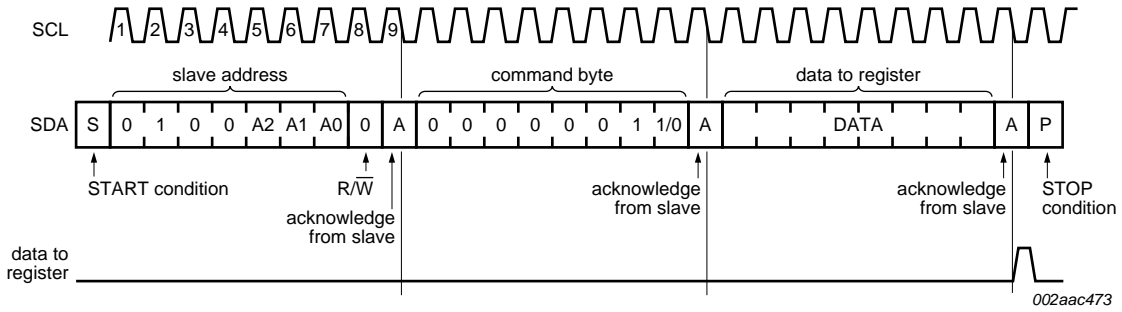 SCL 1 2 3 4 5 6 7 8 9
slave address command byte data to register
SDA S 0 1 0 0 A2 A1 A0 0 A 0 0 0 0 0 0 1 1/0 A DATA A P
START condition R/W̅ acknowledge from slave acknowledge from slave acknowledge from slave STOP condition
data to register
002aac473